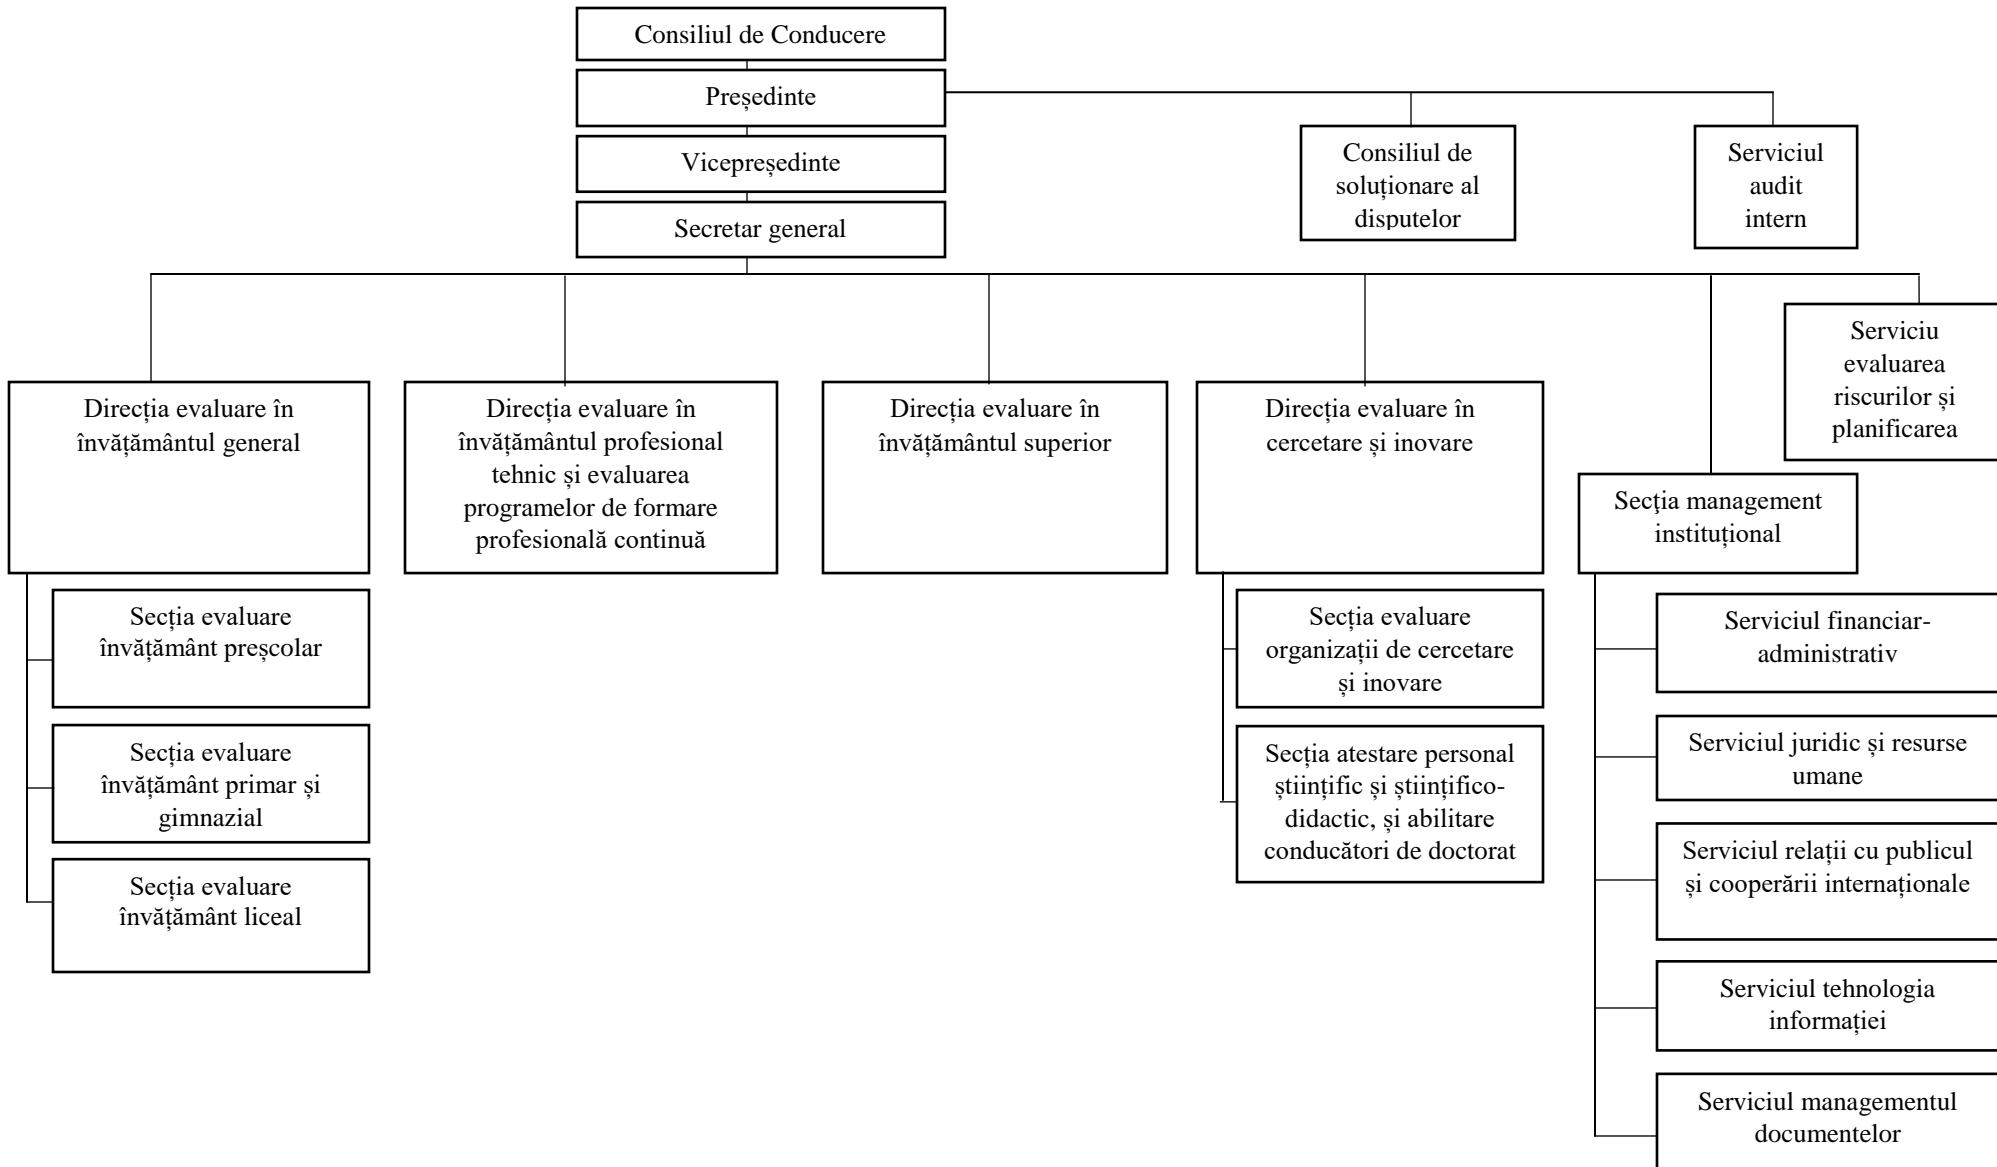 Consiliul de Conducere
Președinte
Vicepreședinte
Secretar general
Consiliul de
soluționare al
disputelor
Serviciul
audit
intern
Serviciu
evaluarea
riscurilor și
planificarea
Direcția evaluare în
învățământul general
Direcția evaluare în
învățământul profesional
tehnic și evaluarea
programelor de formare
profesională continuă
Direcția evaluare în
învățământul superior
Direcția evaluare în
cercetare și inovare
Secţia management
instituțional
Secția evaluare
învățământ preșcolar
Secția evaluare
învățământ primar și
gimnazial
Secția evaluare
învățământ liceal
Secția evaluare
organizații de cercetare
și inovare
Secția atestare personal
științific și științifico-
didactic, și abilitare
conducători de doctorat
Serviciul financiar-
administrativ
Serviciul juridic și resurse
umane
Serviciul relații cu publicul
și cooperării internaționale
Serviciul tehnologia
informației
Serviciul managementul
documentelor